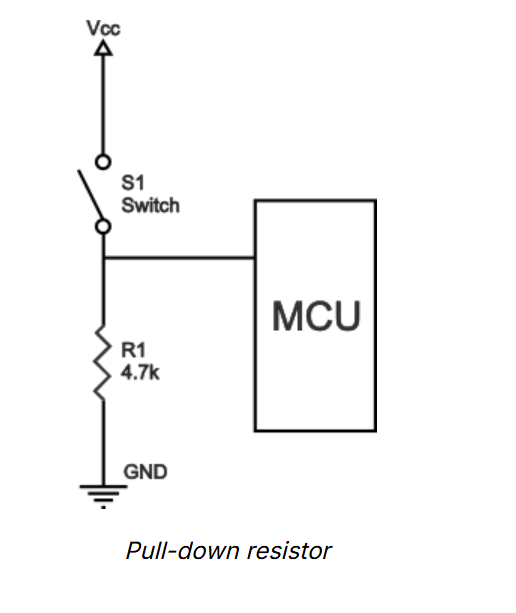 Vcc
S1
Switch
MCU
R1
4.7k
GND
Pull-down resistor